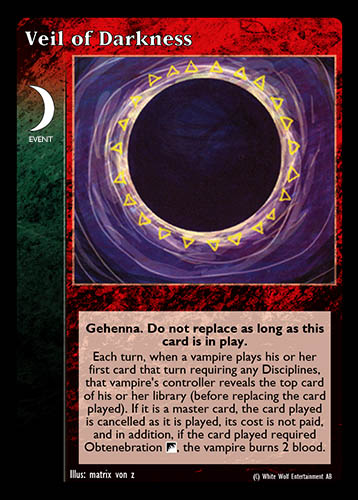 Veil of Darkness
EVENT
Gehenna. Do not replace as long as this
card is in play.
Each turn, when a vampire plays his or her
first card that turn requiring any Disciplines,
that vampire's controller reveals the top card
of his or her library (before replacing the card
played). If it is a master card, the card played
is cancelled as it is played, its cost is not paid,
and in addition, if the card played required
Obtenebration , the vampire burns 2 blood.
Illus: matrix von z
(C) White Wolf Entertainment AB